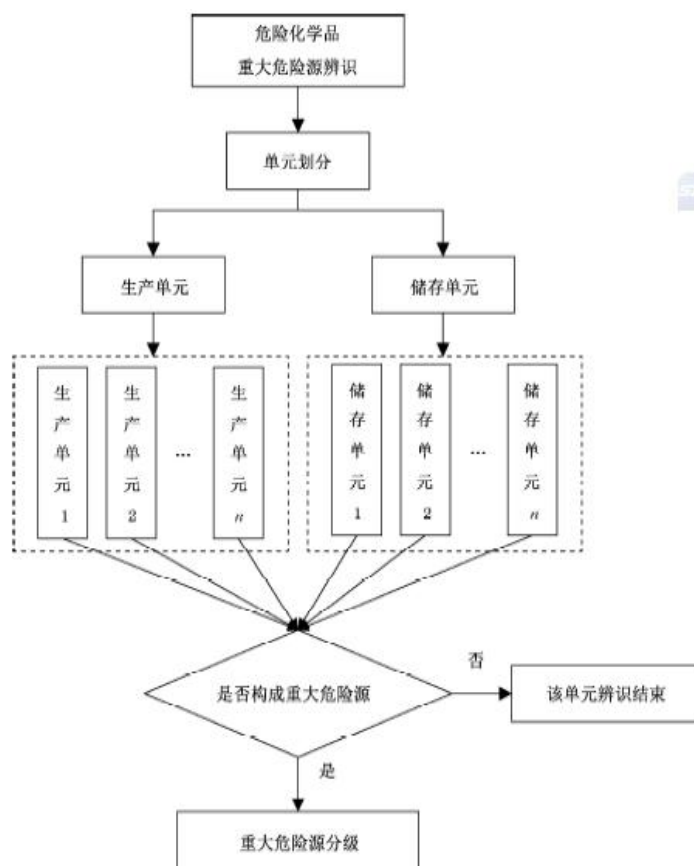 危险化学品
重大危险源辨识
单元划分
生产单元
储存单元
生产单元1
生产单元2
...
生产单元n
储存单元1
储存单元2
...
储存单元n
是否构成重大危险源
否
该单元辨识结束
是
重大危险源分级